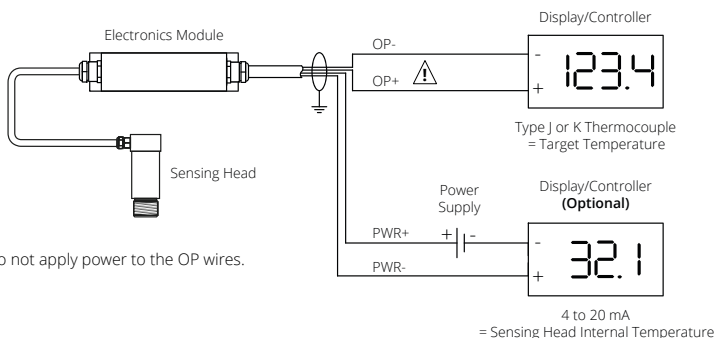 Display/Controller
Electronics Module
OP-
OP+
-
+
123.4
Type J or K Thermocouple
= Target Temperature
Sensing Head
Power
Supply
Display/Controller
(Optional)
PWR+
+ -
PWR-
-
+
32.1
o not apply power to the OP wires.
4 to 20 mA
= Sensing Head Internal Temperature